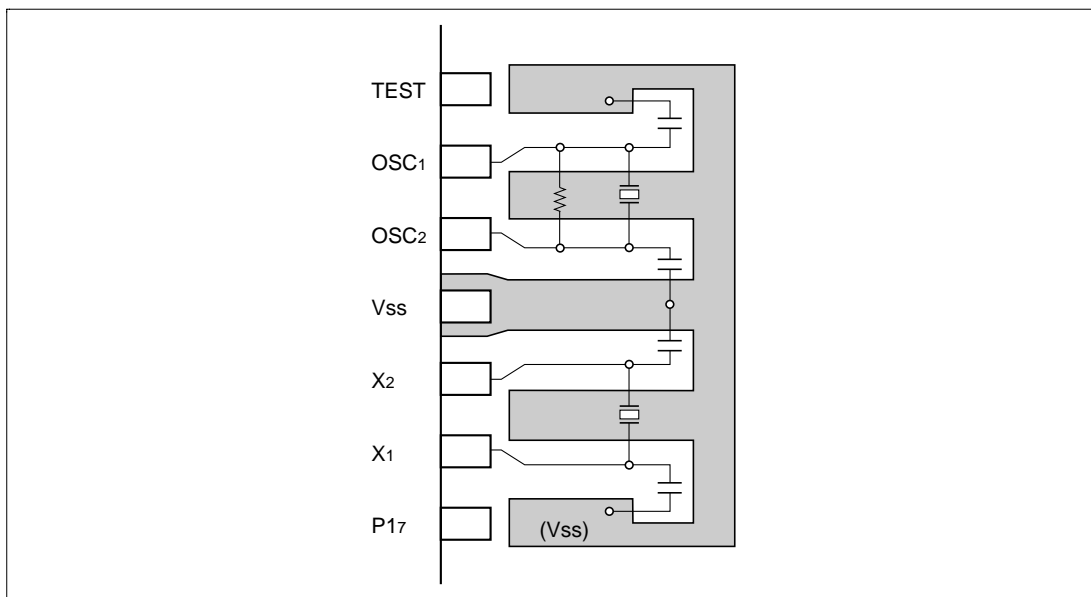 TEST
OSC1
OSC2
Vss
X2
X1
P17
(Vss)